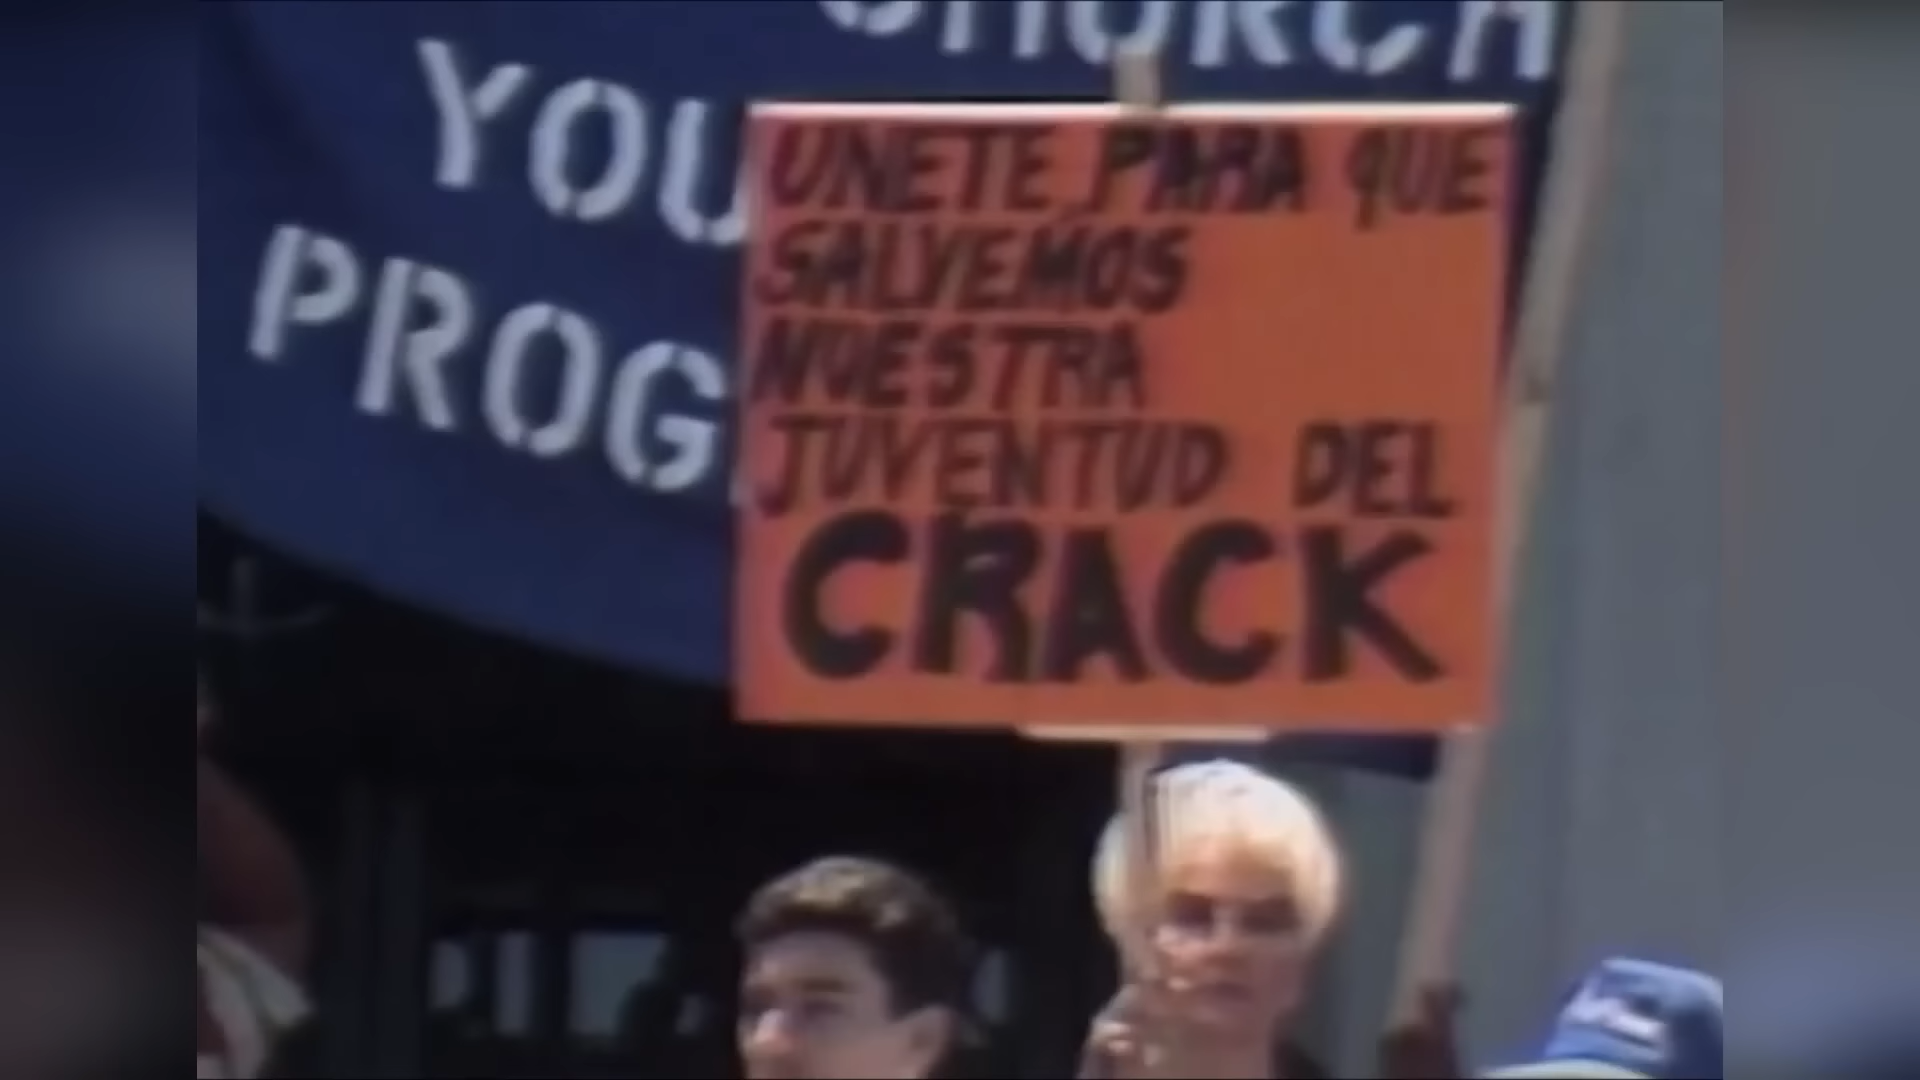 CHURCH
YOU
PROG
UNETE PARA QUE
SALVEMOS
NUESTRA
JUVENTUD DEL
CRACK